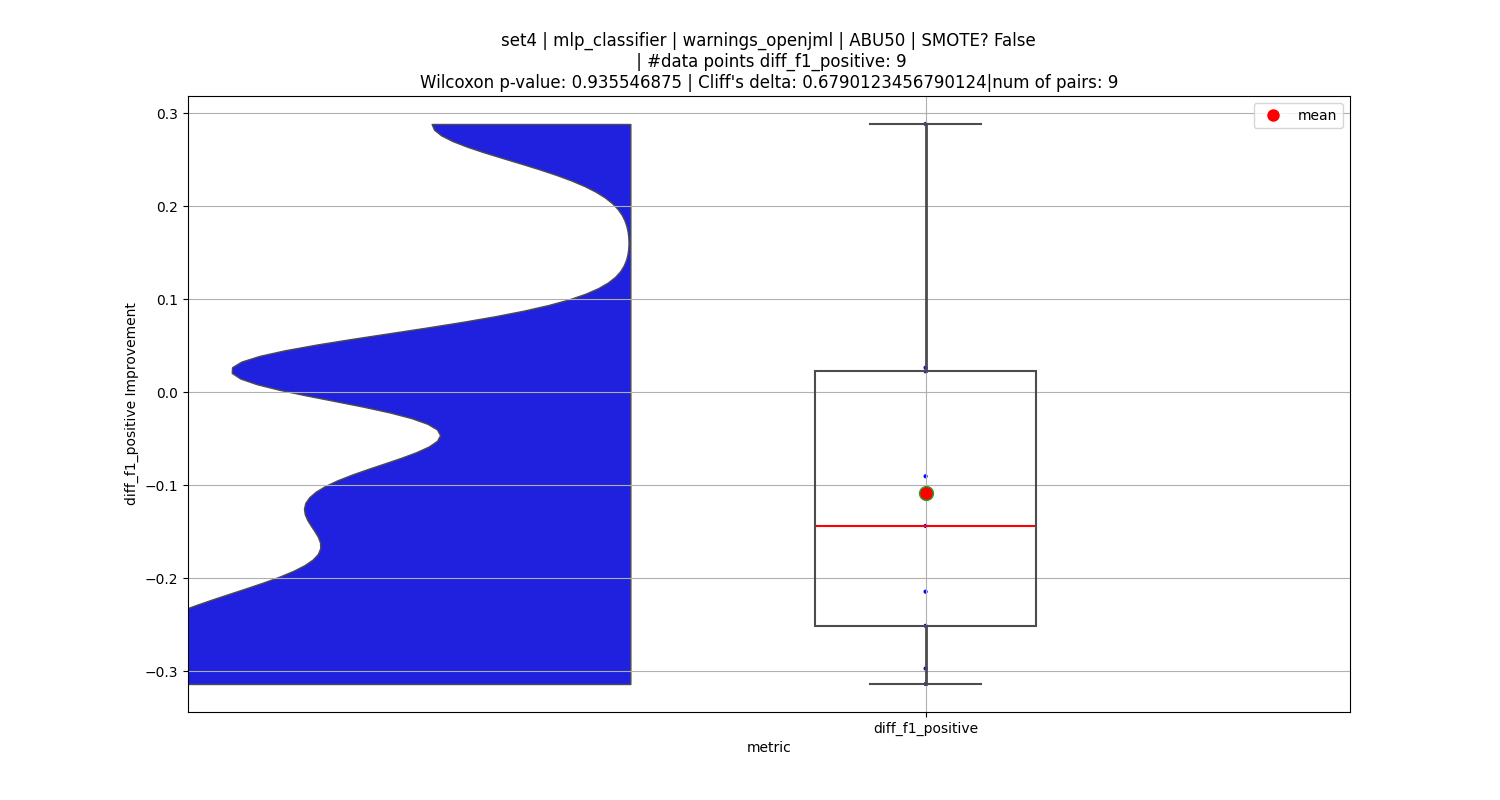 set4 | mlp_classifier | warnings_openjml | ABU50 | SMOTE? False
| #data points diff_f1_positive: 9
Wilcoxon p-value: 0.935546875 | Cliff's delta: 0.6790123456790124|num of pairs: 9
mean
0.3
0.2
0.1
0.0
−0.1
−0.2
−0.3
diff_f1_positive Improvement
diff_f1_positive
metric